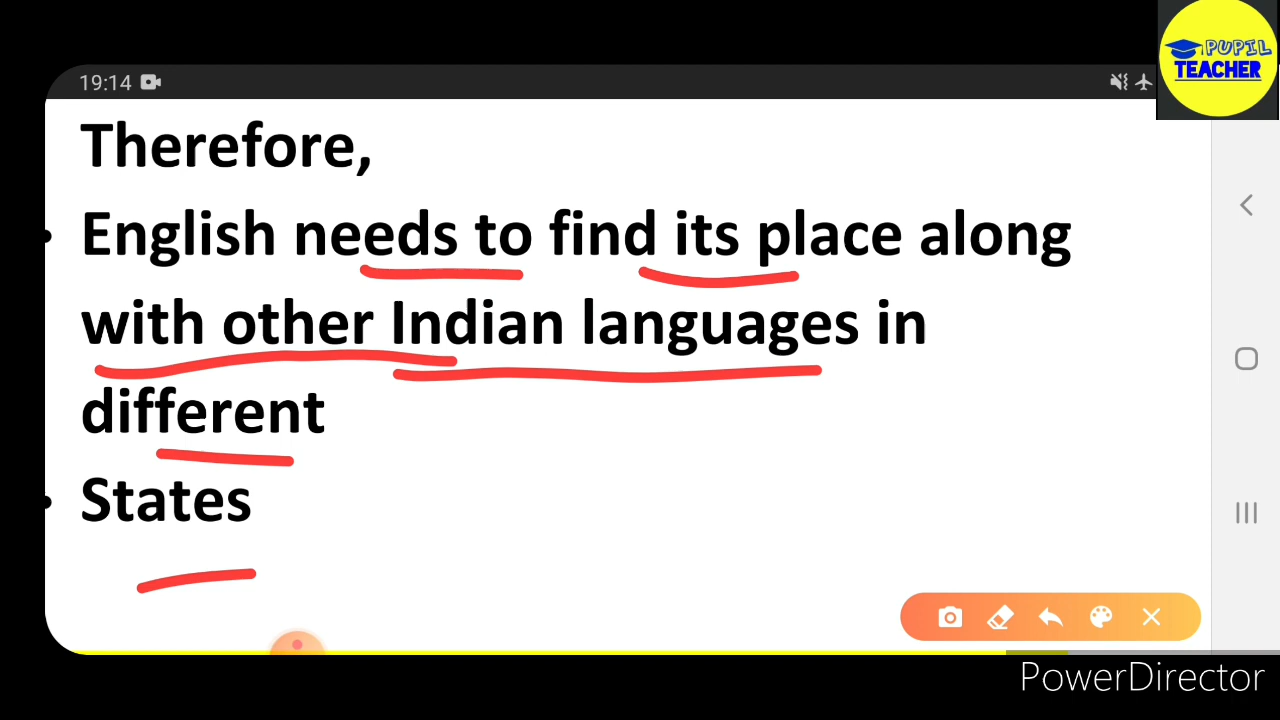 PUPIL
TEACHER
19:14
Therefore,
• English needs to find its place along
with other Indian languages in
different
• States
PowerDirector